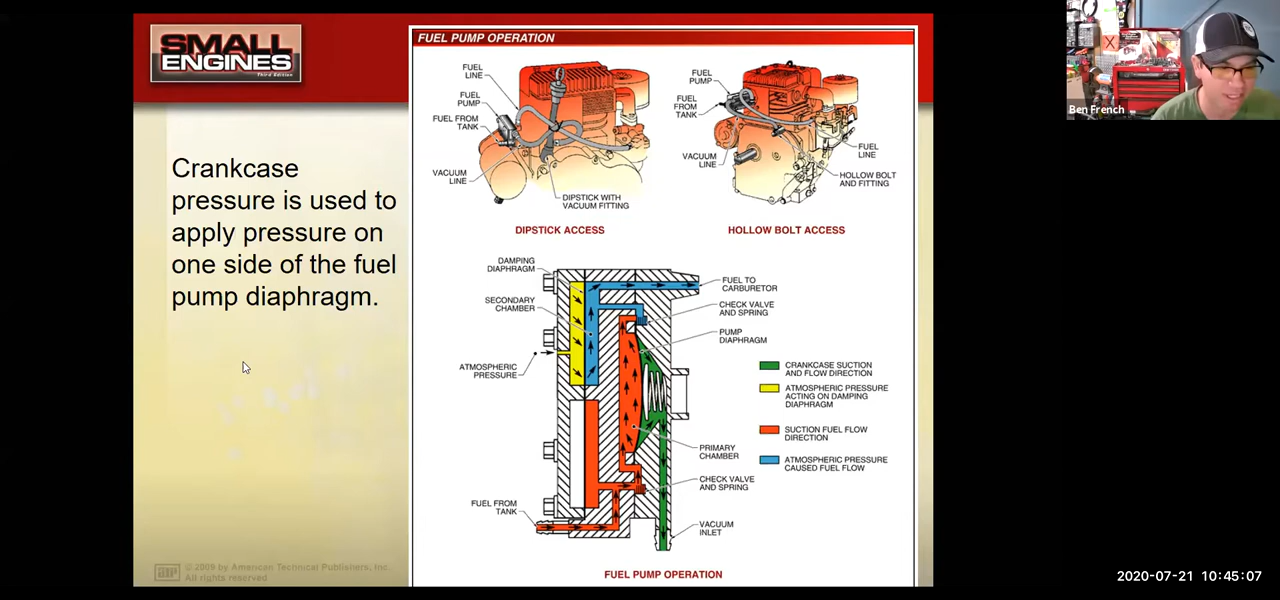 SMALL
ENGINES
Third Edition
Crankcase
pressure is used to
apply pressure on
one side of the fuel
pump diaphragm.
© 2009 by American Technical Publishers, Inc.
All rights reserved
FUEL PUMP OPERATION
FUEL
LINE
FUEL
PUMP
FUEL FROM
TANK
VACUUM
LINE
DIPSTICK WITH
VACUUM FITTING
DIPSTICK ACCESS
FUEL
PUMP
FUEL
FROM
TANK
VACUUM
LINE
FUEL
LINE
HOLLOW BOLT
AND FITTING
HOLLOW BOLT ACCESS
DAMPING
DIAPHRAGM
SECONDARY
CHAMBER
ATMOSPHERIC
PRESSURE
FUEL FROM
TANK
FUEL TO
CARBURETOR
CHECK VALVE
AND SPRING
PUMP
DIAPHRAGM
PRIMARY
CHAMBER
CHECK VALVE
AND SPRING
VACUUM
INLET
CRANKCASE SUCTION
AND FLOW DIRECTION
ATMOSPHERIC PRESSURE
ACTING ON DAMPING
DIAPHRAGM
SUCTION FUEL FLOW
DIRECTION
ATMOSPHERIC PRESSURE
CAUSED FUEL FLOW
FUEL PUMP OPERATION
Ben French
2020-07-21 10:45:07